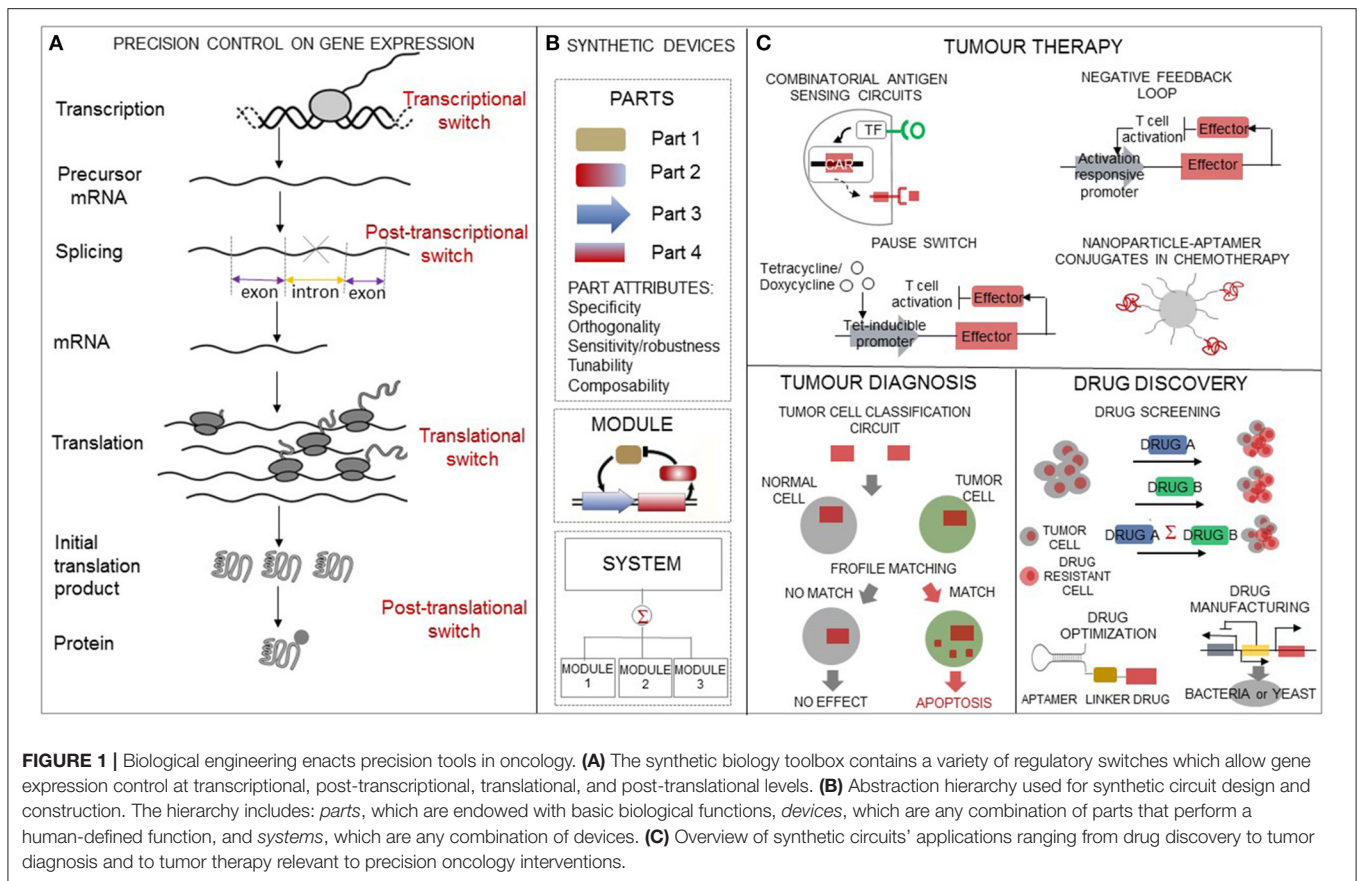 A
PRECISION CONTROL ON GENE EXPRESSION
Transcription
Transcriptional
switch
Precursor
mRNA
Splicing
Post-transcriptional
switch
exon
intron
exon
mRNA
Translation
Translational
switch
Initial
translation
product
Post-translational
switch
Protein
B
SYNTHETIC DEVICES
PARTS
Part 1
Part 2
Part 3
Part 4
PART ATTRIBUTES:
Specificity
Orthogonality
Sensitivity/robustness
Tunability
Composability
MODULE
SYSTEM
Σ
MODULE
1
MODULE
2
MODULE
3
C
TUMOUR THERAPY
COMBINATORIAL ANTIGEN
SENSING CIRCUITS
TF
CAR
NEGATIVE FEEDBACK
LOOP
T cell
activation
Effector
Activation
responsive
promoter
Effector
PAUSE SWITCH
Tetracycline/
Doxycycline
T cell
activation
Effector
Tet-inducible
promoter
Effector
NANOPARTICLE-APTAMER
CONJUGATES IN CHEMOTHERAPY
TUMOUR DIAGNOSIS
TUMOR CELL CLASSIFICATION
CIRCUIT
NORMAL
CELL
TUMOR
CELL
FROFILE MATCHING
NO MATCH
MATCH
NO EFFECT
APOPTOSIS
DRUG DISCOVERY
DRUG SCREENING
DRUG A
DRUG B
DRUG A Σ DRUG B
TUMOR
CELL
DRUG
RESISTANT
CELL
DRUG
OPTIMIZATION
APTAMER LINKER DRUG
DRUG
MANUFACTURING
BACTERIA or YEAST
FIGURE 1 | Biological engineering enacts precision tools in oncology. (A) The synthetic biology toolbox contains a variety of regulatory switches which allow gene
expression control at transcriptional, post-transcriptional, translational, and post-translational levels. (B) Abstraction hierarchy used for synthetic circuit design and
construction. The hierarchy includes: parts, which are endowed with basic biological functions, devices, which are any combination of parts that perform a
human-defined function, and systems, which are any combination of devices. (C) Overview of synthetic circuits' applications ranging from drug discovery to tumor
diagnosis and to tumor therapy relevant to precision oncology interventions.